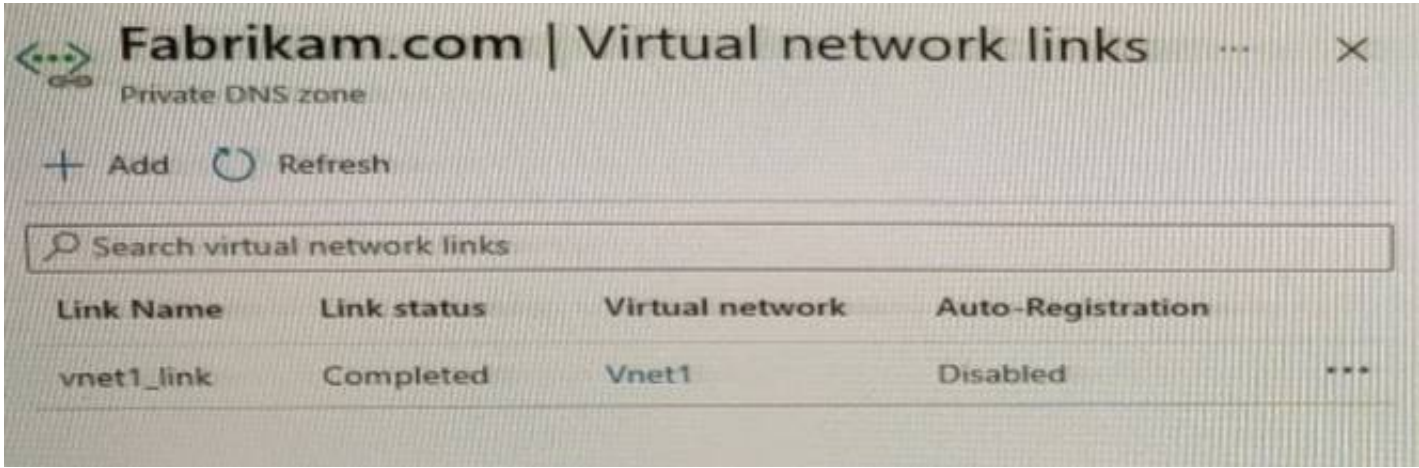 Fabrikam.com | Virtual network links ...
Private DNS zone
Add Refresh
Search virtual network links
Link Name Link status Virtual network Auto-Registration
vnet1_link Completed Vnet1 Disabled